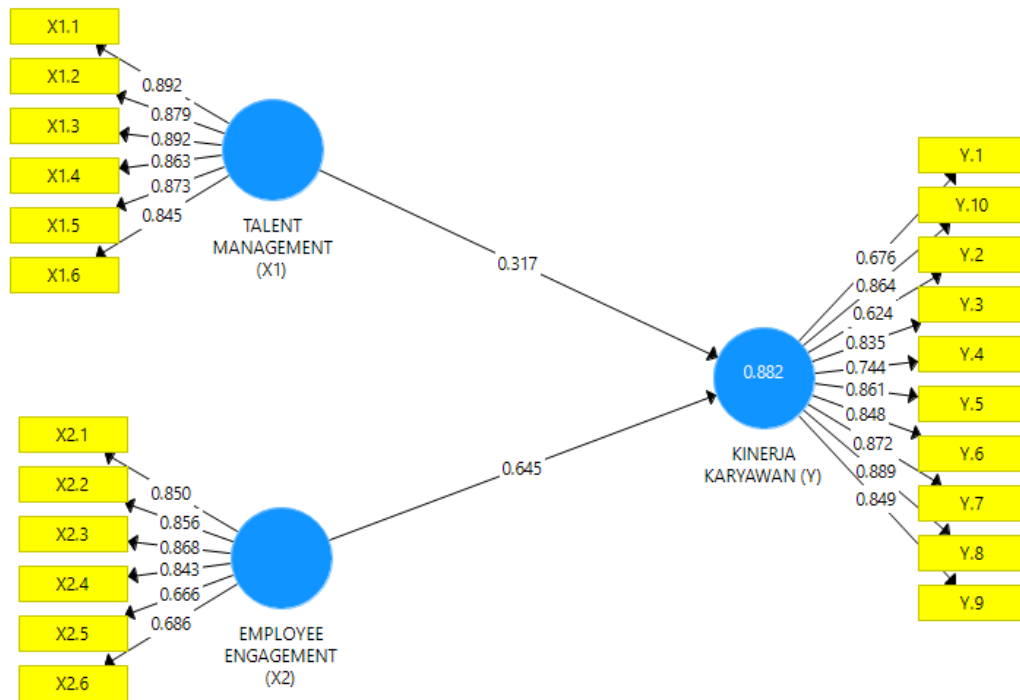 X1.1
X1.2
X1.3
X1.4
X1.5
X1.6
0.892
0.879
0.892
0.863
0.873
0.845
TALENT
MANAGEMENT
(X1)
0.317
X2.1
X2.2
X2.3
X2.4
X2.5
X2.6
0.850
0.856
0.868
0.843
0.666
0.686
EMPLOYEE
ENGAGEMENT
(X2)
0.645
0.882
KINERJA
KARYAWAN (Y)
0.676
0.864
0.624
0.835
0.744
0.861
0.848
0.872
0.889
0.849
Y.1
Y.10
Y.2
Y.3
Y.4
Y.5
Y.6
Y.7
Y.8
Y.9